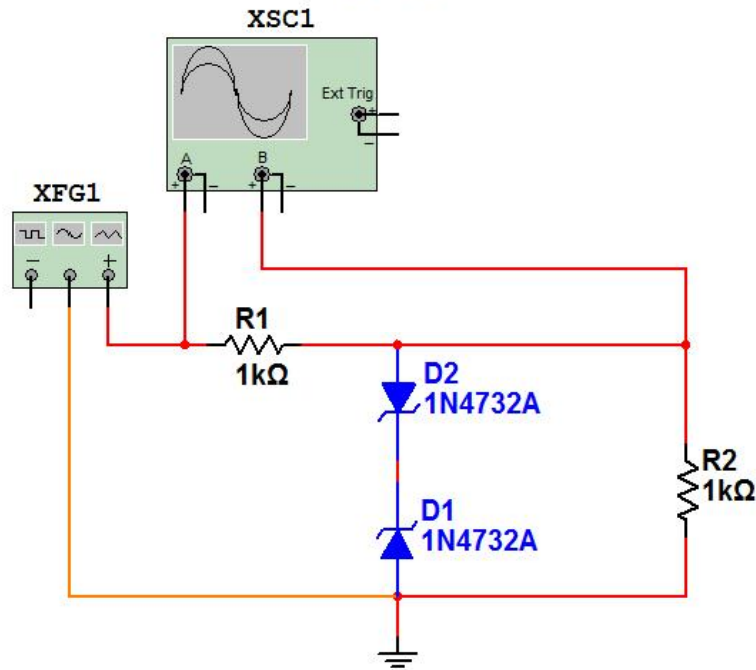 XSC1
Ext Trig
+
−
A
B
+ −
+ −
XFG1
− +
R1
1kΩ
D2
1N4732A
R2
1kΩ
D1
1N4732A